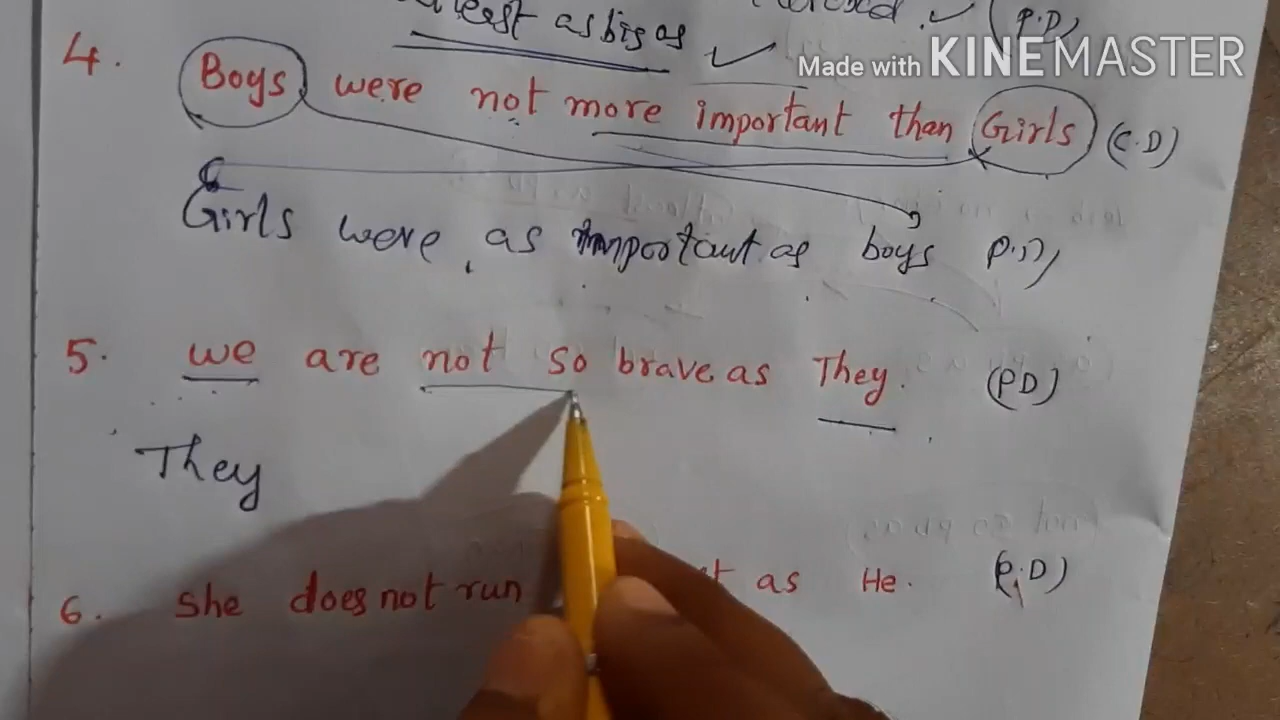 least as big as
(P.D)
Made with KINEMASTER
4. Boys were not more important than Girls (C.D)
Girls were as important as boys P.D
5. we are not so brave as They. (PD)
They
6. She does not run as He. (P.D)